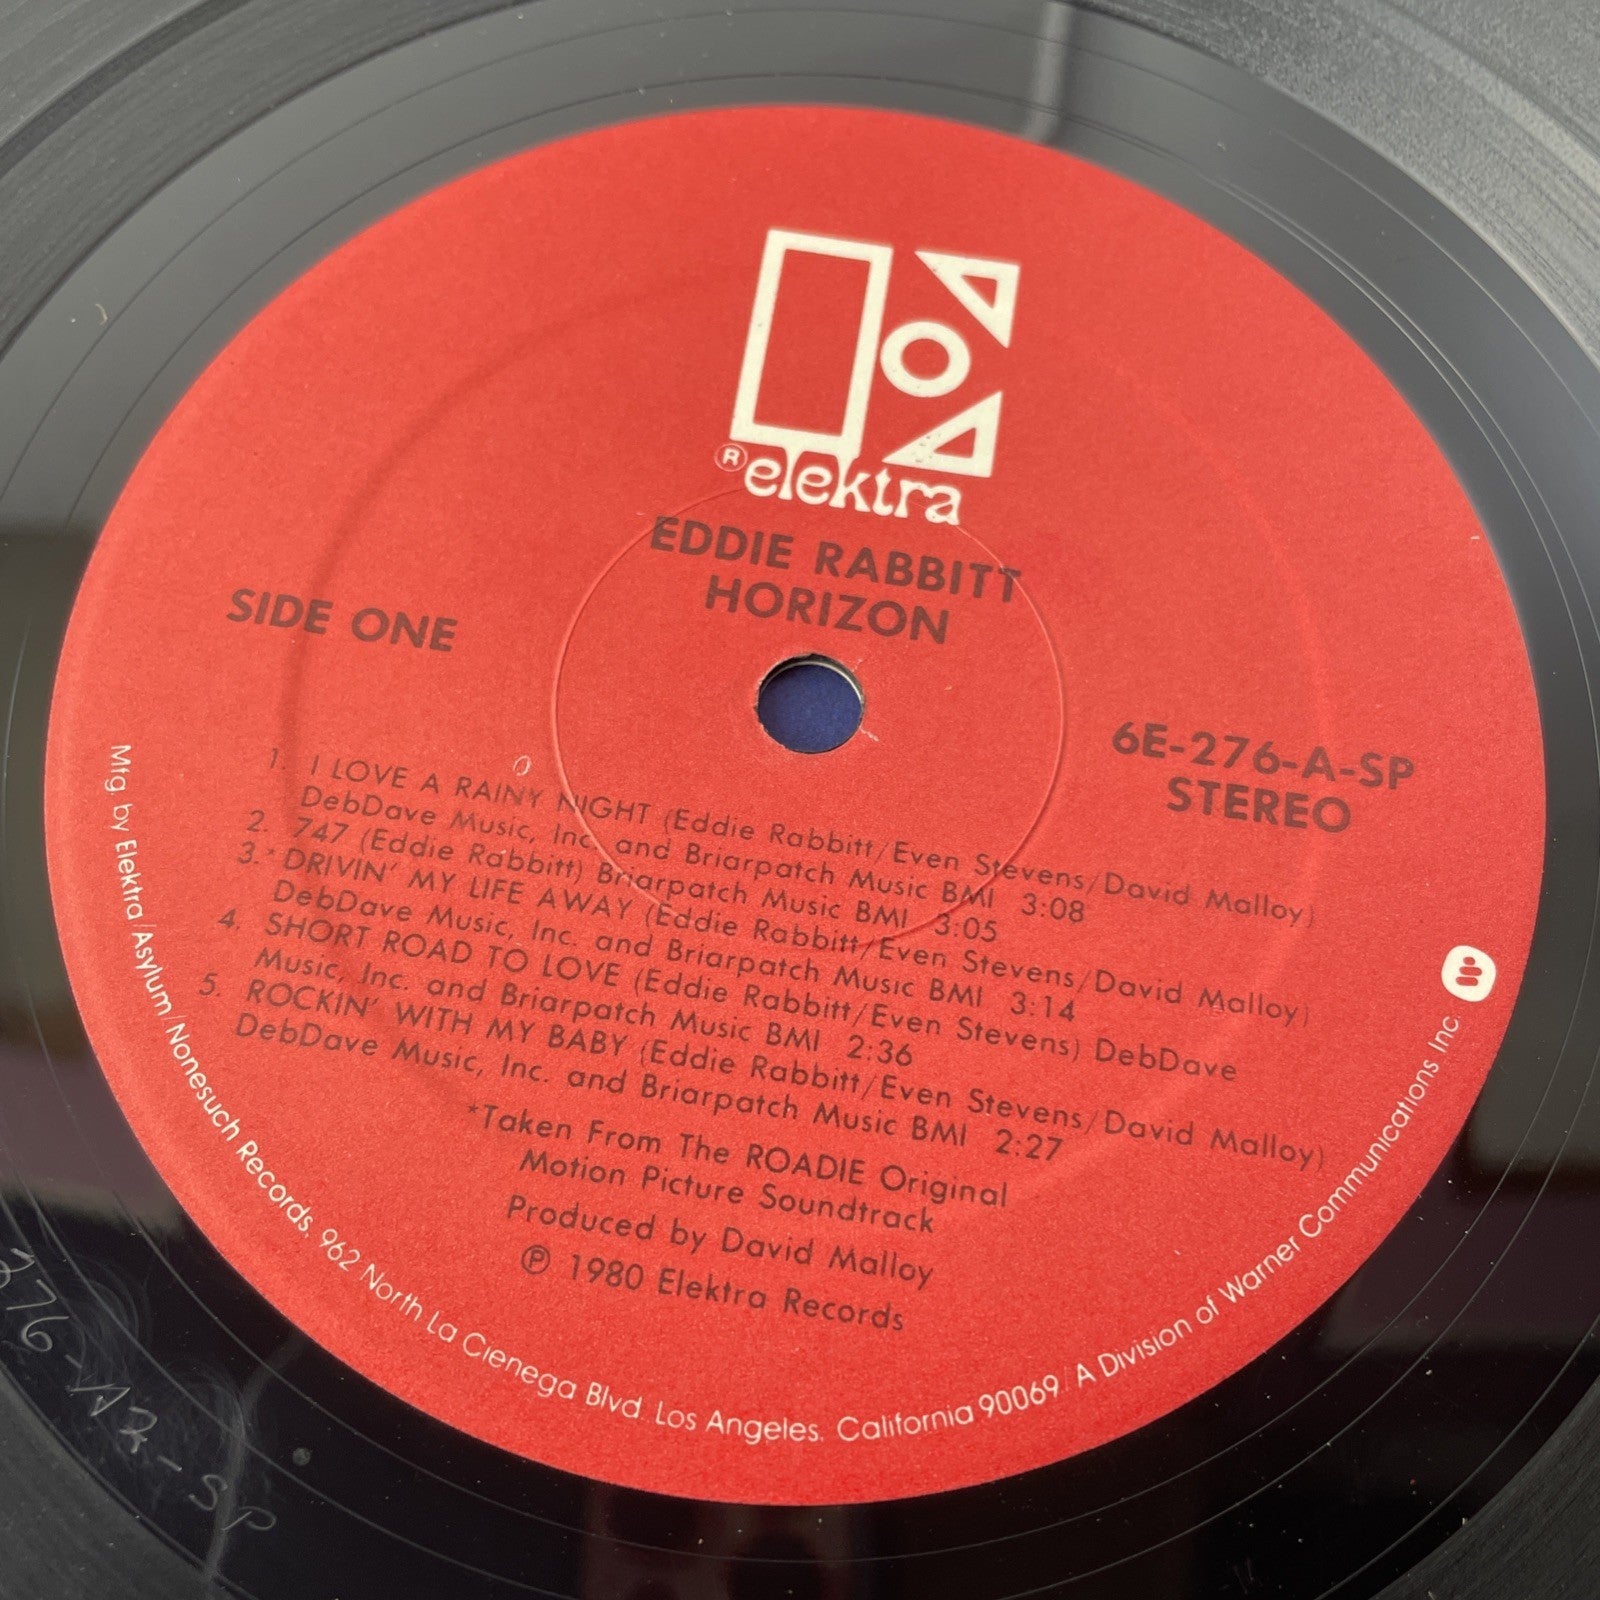 ® elektra
EDDIE RABBITT
HORIZON
SIDE ONE
6E-276-A-SP
STEREO
1. I LOVE A RAINY NIGHT (Eddie Rabbitt/Even Stevens/David Malloy)
DebDave Music, Inc. and Briarpatch Music BMI 3:08
2. 747 (Eddie Rabbitt) Briarpatch Music BMI 3:05
3.* DRIVIN' MY LIFE AWAY (Eddie Rabbitt/Even Stevens/David Malloy)
DebDave Music, Inc. and Briarpatch Music BMI 3:14
4. SHORT ROAD TO LOVE (Eddie Rabbitt/Even Stevens) DebDave
Music, Inc. and Briarpatch Music BMI 2:36
5. ROCKIN' WITH MY BABY (Eddie Rabbitt/Even Stevens/David Malloy)
DebDave Music, Inc. and Briarpatch Music BMI 2:27
*Taken From The ROADIE Original
Motion Picture Soundtrack
Produced by David Malloy
℗ 1980 Elektra Records
Mfg. by Elektra/Asylum/Nonesuch Records, 962 North La Cienega Blvd. Los Angeles, California 90069. A Division of Warner Communications Inc.
276-A2-SP